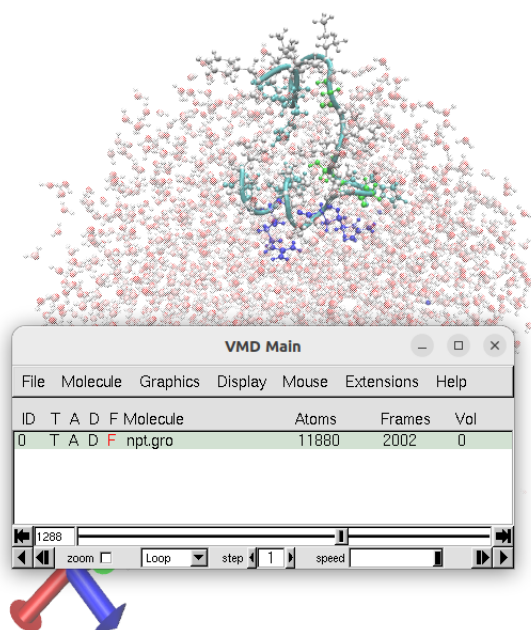 VMD Main
File Molecule Graphics Display Mouse Extensions Help
ID T A D F Molecule Atoms Frames Vol
0 T A D F npt.gro 11880 2002 0
1288
zoom Loop step 1 speed